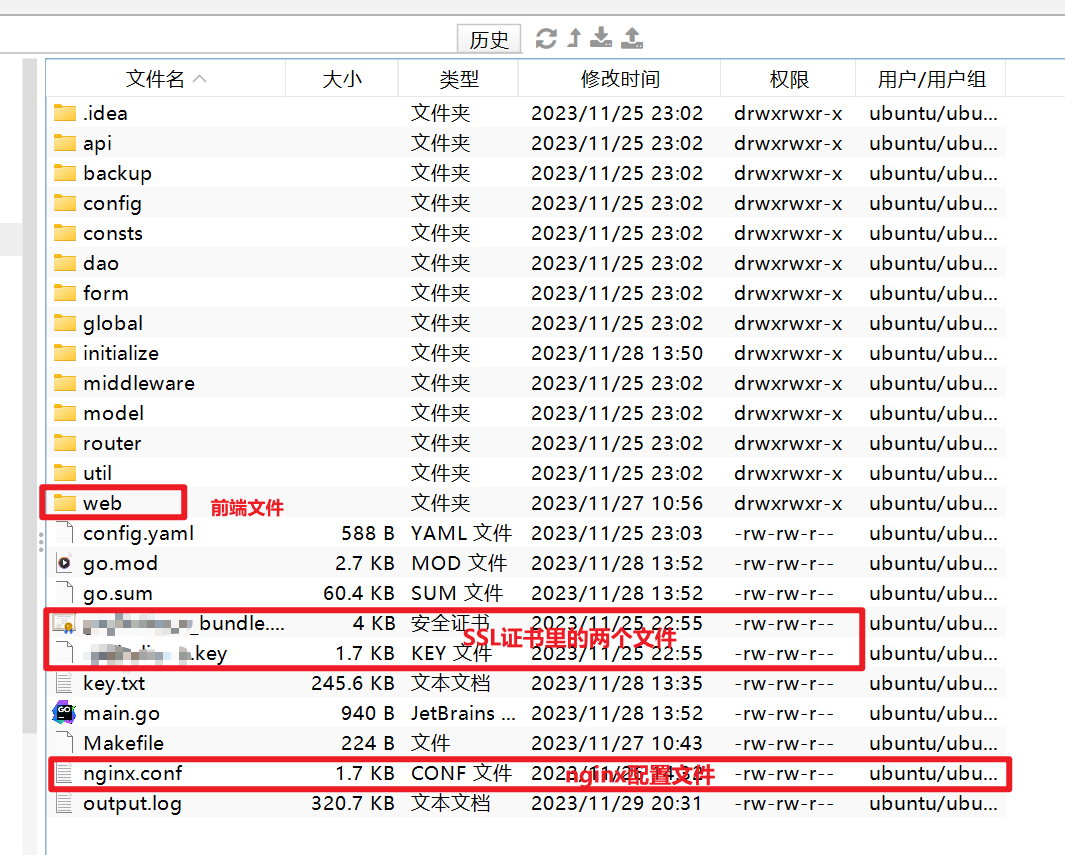 历史
文件名 大小 类型 修改时间 权限 用户/用户组
.idea 文件夹 2023/11/25 23:02 drwxrwxr-x ubuntu/ubu...
api 文件夹 2023/11/25 23:02 drwxrwxr-x ubuntu/ubu...
backup 文件夹 2023/11/25 23:02 drwxrwxr-x ubuntu/ubu...
config 文件夹 2023/11/25 23:02 drwxrwxr-x ubuntu/ubu...
consts 文件夹 2023/11/25 23:02 drwxrwxr-x ubuntu/ubu...
dao 文件夹 2023/11/25 23:02 drwxrwxr-x ubuntu/ubu...
form 文件夹 2023/11/25 23:02 drwxrwxr-x ubuntu/ubu...
global 文件夹 2023/11/25 23:02 drwxrwxr-x ubuntu/ubu...
initialize 文件夹 2023/11/28 13:50 drwxrwxr-x ubuntu/ubu...
middleware 文件夹 2023/11/25 23:02 drwxrwxr-x ubuntu/ubu...
model 文件夹 2023/11/25 23:02 drwxrwxr-x ubuntu/ubu...
router 文件夹 2023/11/25 23:02 drwxrwxr-x ubuntu/ubu...
util 文件夹 2023/11/25 23:02 drwxrwxr-x ubuntu/ubu...
web 前端文件 文件夹 2023/11/27 10:56 drwxrwxr-x ubuntu/ubu...
config.yaml 588 B YAML 文件 2023/11/25 23:03 -rw-rw-r-- ubuntu/ubu...
go.mod 2.7 KB MOD 文件 2023/11/28 13:52 -rw-rw-r-- ubuntu/ubu...
go.sum 60.4 KB SUM 文件 2023/11/28 13:52 -rw-rw-r-- ubuntu/ubu...
_bundle.... 4 KB 安全证书 2023/11/25 22:55 -rw-rw-r-- ubuntu/ubu...
SSL证书里的两个文件
.key 1.7 KB KEY 文件 2023/11/25 22:55 -rw-rw-r-- ubuntu/ubu...
key.txt 245.6 KB 文本文档 2023/11/28 13:35 -rw-rw-r-- ubuntu/ubu...
main.go 940 B JetBrains ... 2023/11/28 13:52 -rw-rw-r-- ubuntu/ubu...
Makefile 224 B 文件 2023/11/27 10:43 -rw-rw-r-- ubuntu/ubu...
nginx.conf 1.7 KB CONF 文件 nginx配置文件 -rw-rw-r-- ubuntu/ubu...
output.log 320.7 KB 文本文档 2023/11/29 20:31 -rw-rw-r-- ubuntu/ubu...